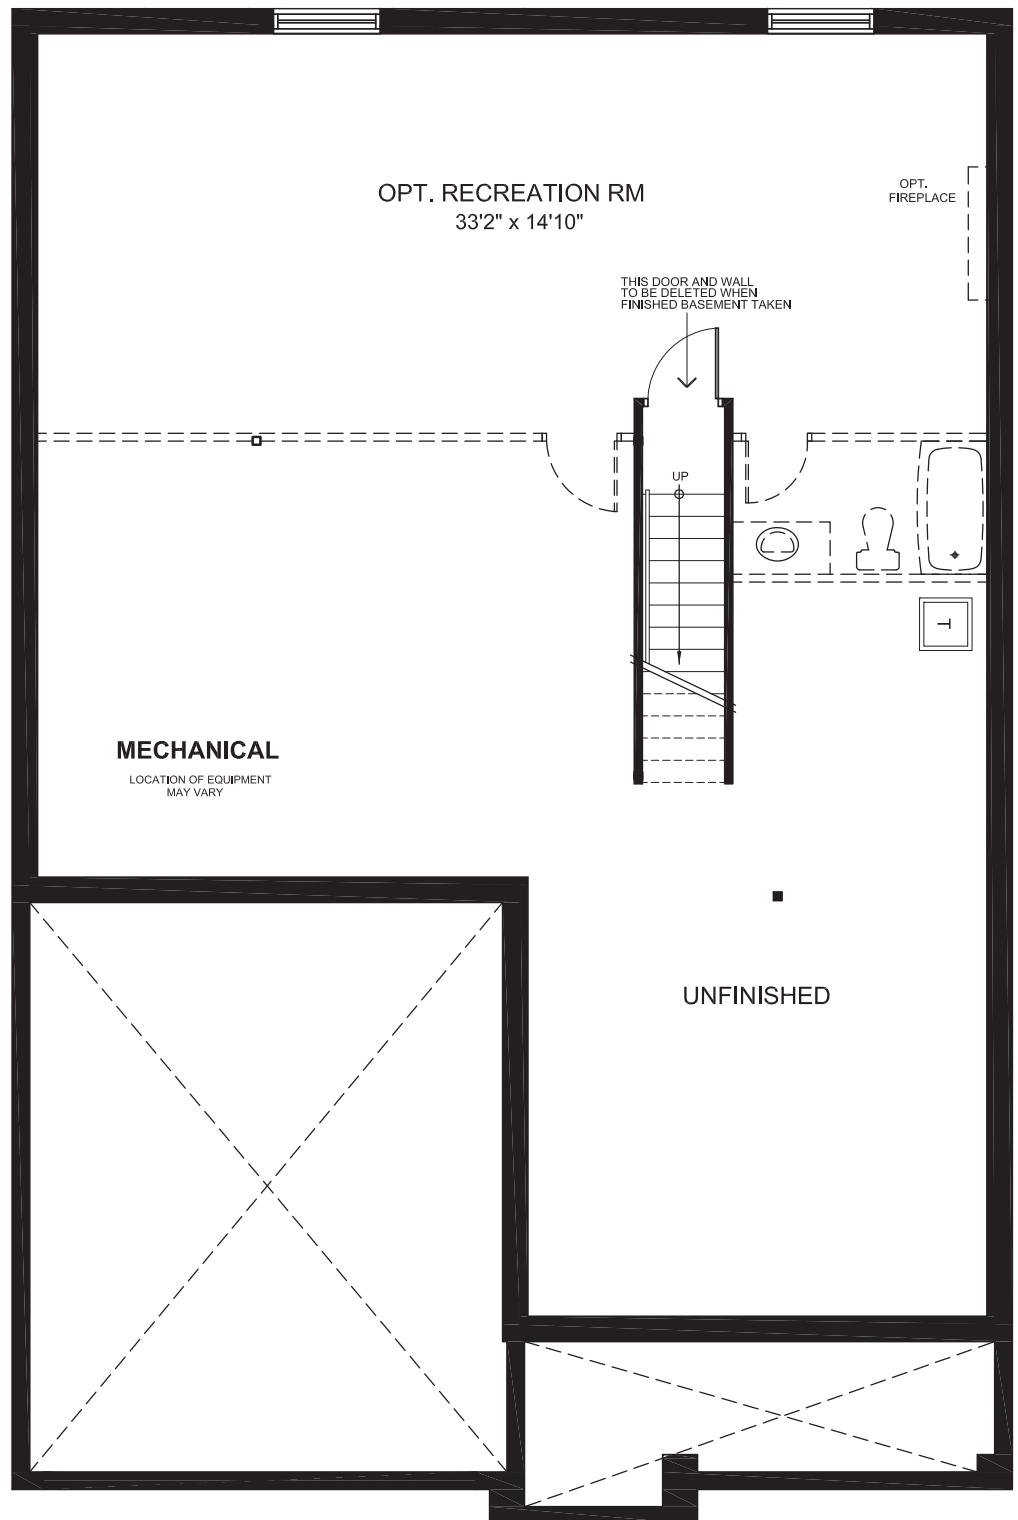 OPT. RECREATION RM
33'2" x 14'10"
OPT.
FIREPLACE
THIS DOOR AND WALL
TO BE DELETED WHEN
FINISHED BASEMENT TAKEN
UP
T
MECHANICAL
LOCATION OF EQUIPMENT
MAY VARY
UNFINISHED